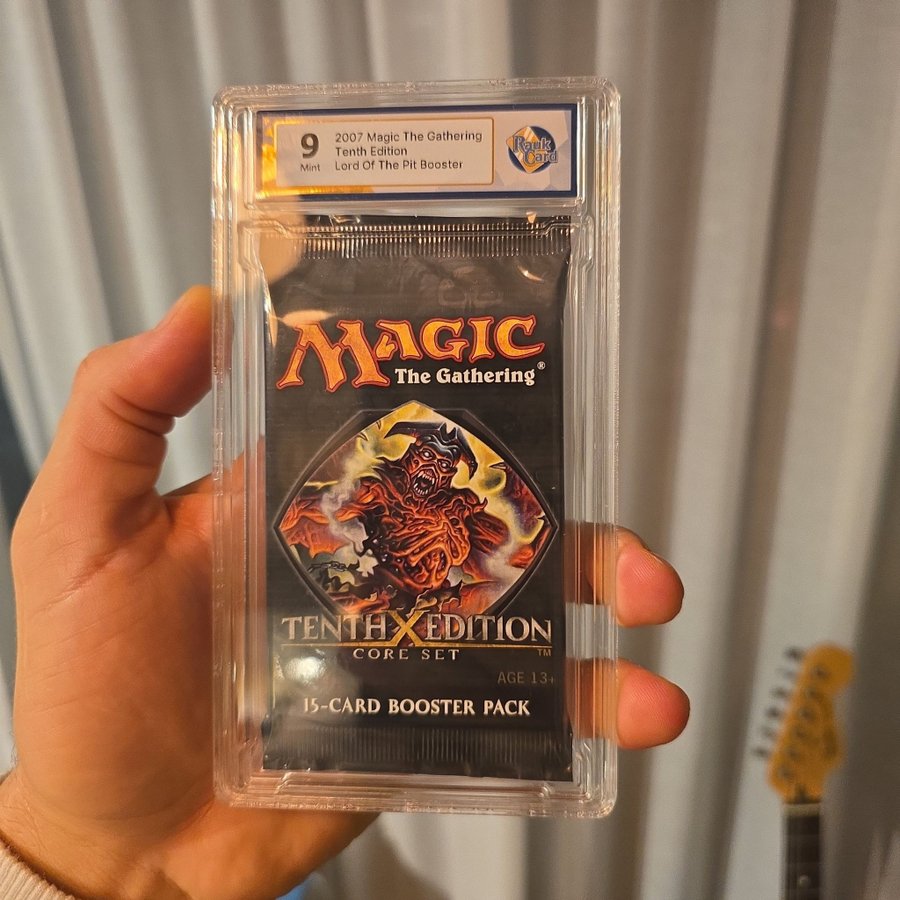 9
Mint
2007 Magic The Gathering
Tenth Edition
Lord Of The Pit Booster
Rauk
Card
MAGIC
The Gathering®
TENTH X EDITION
CORE SET ™
AGE 13+
15-CARD BOOSTER PACK